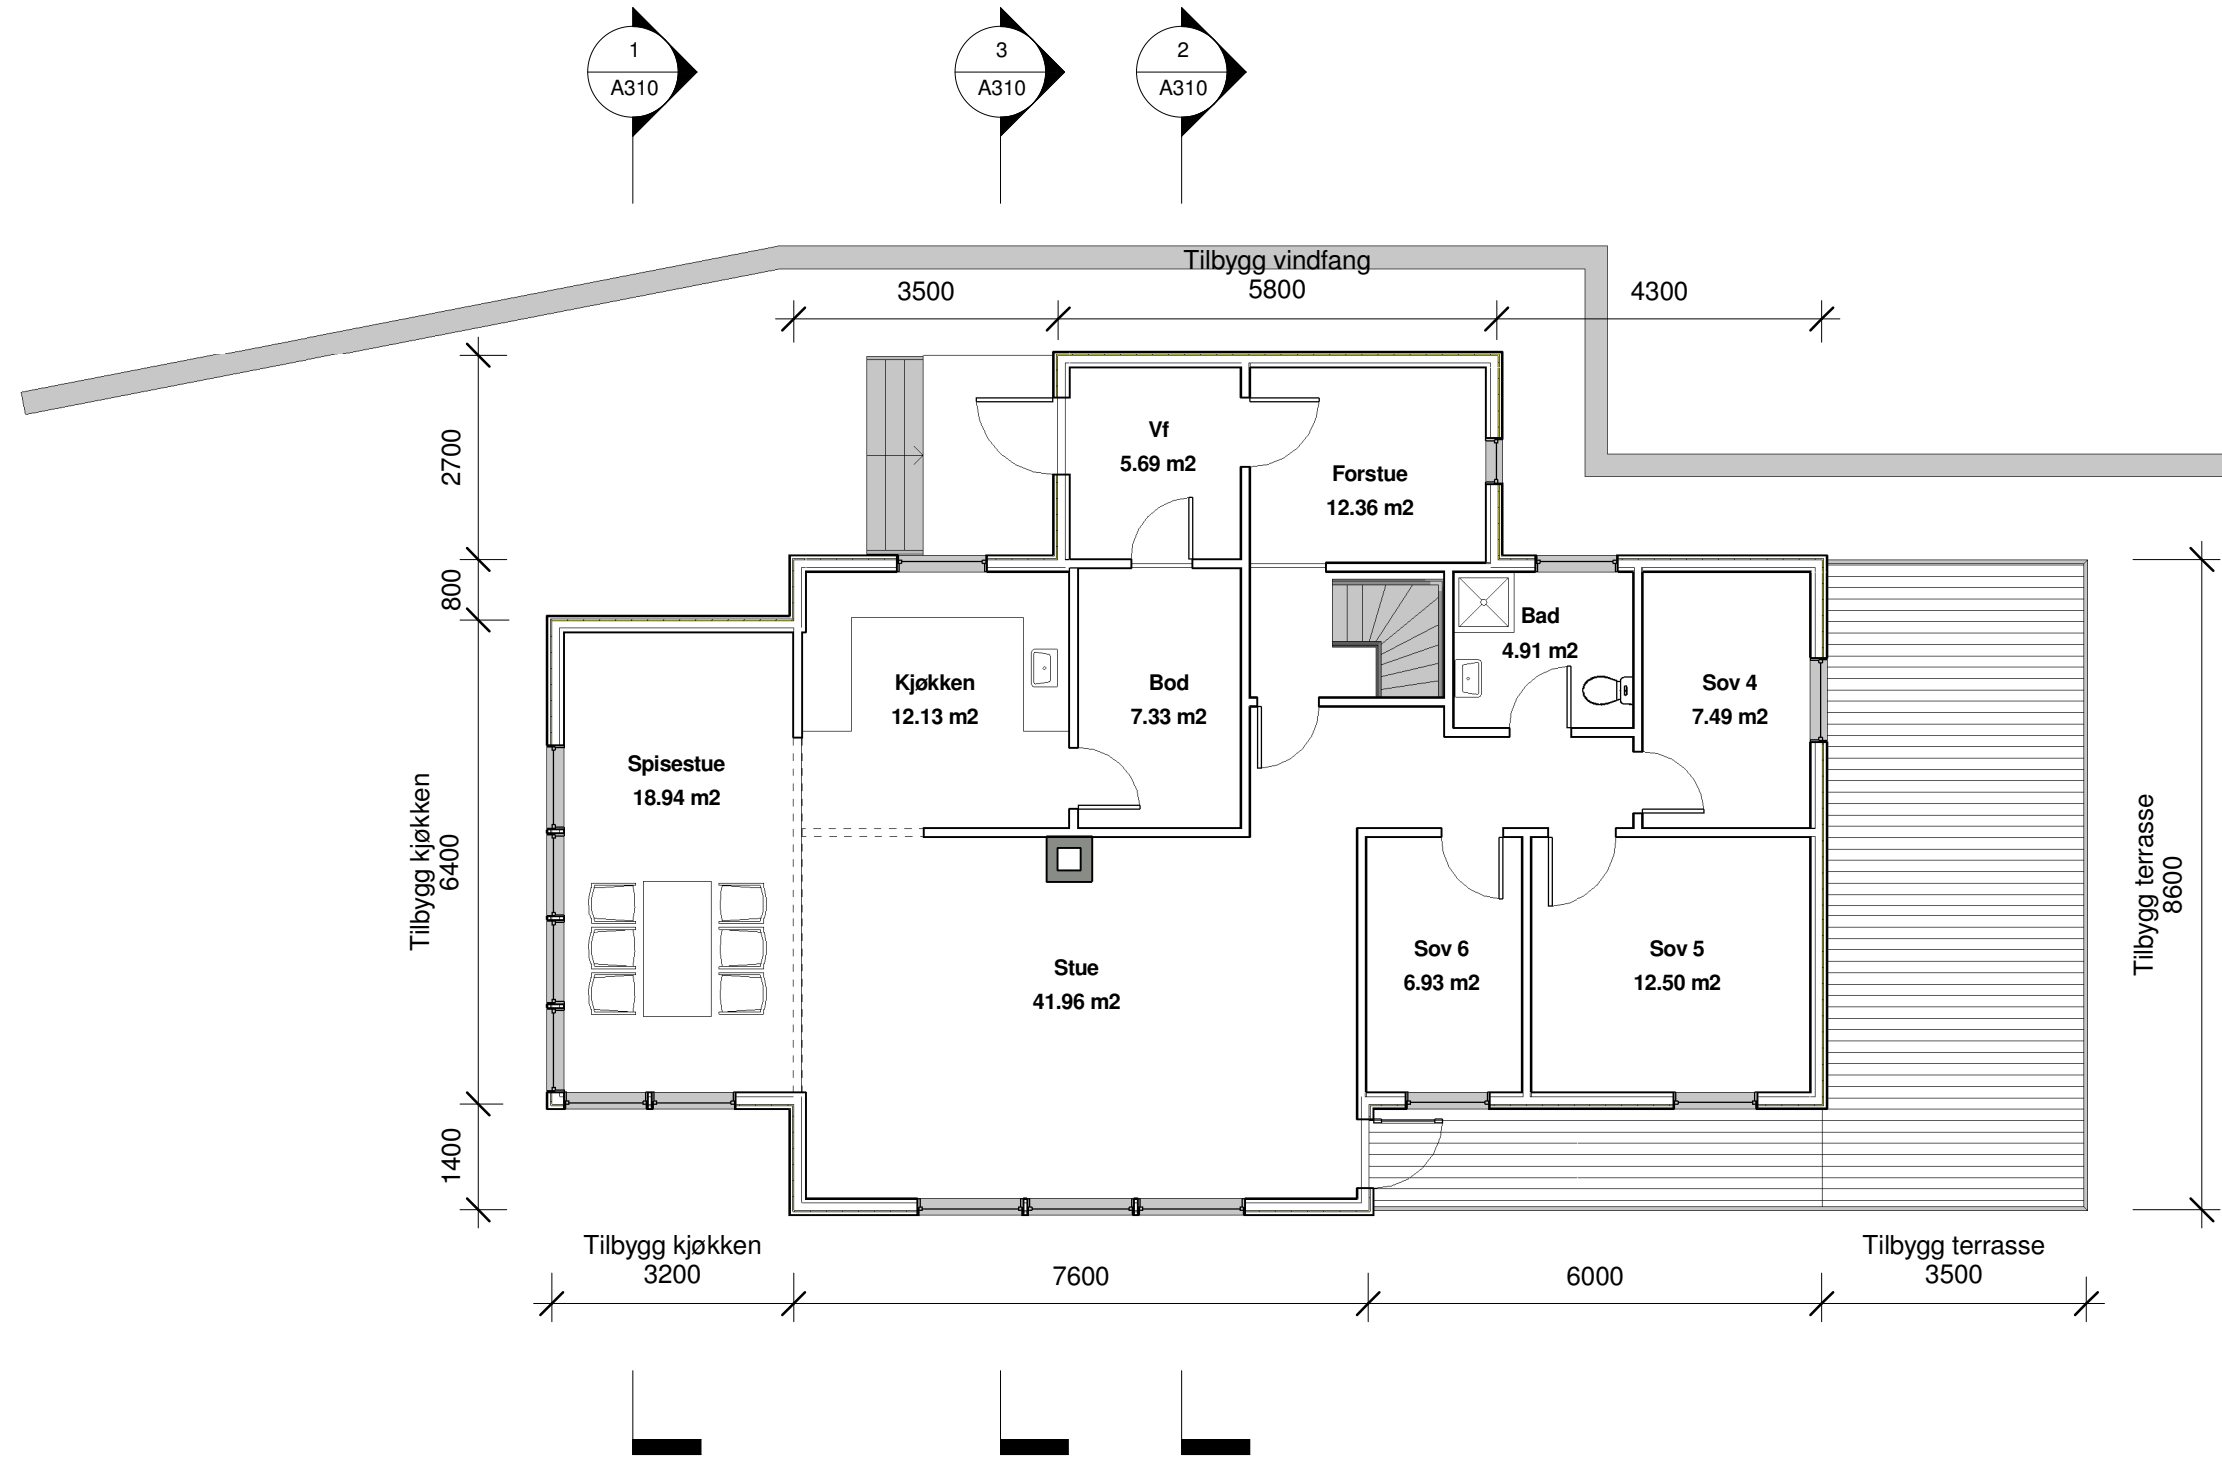 1
A310
3
A310
2
A310
Tilbygg vindfang
3500
5800
4300
2700
800
Tilbygg kjøkken
6400
1400
Vf
5.69 m2
Forstue
12.36 m2
Bad
4.91 m2
Kjøkken
12.13 m2
Bod
7.33 m2
Sov 4
7.49 m2
Spisestue
18.94 m2
Stue
41.96 m2
Sov 6
6.93 m2
Sov 5
12.50 m2
Tilbygg terrasse
8600
Tilbygg kjøkken
3200
7600
6000
Tilbygg terrasse
3500